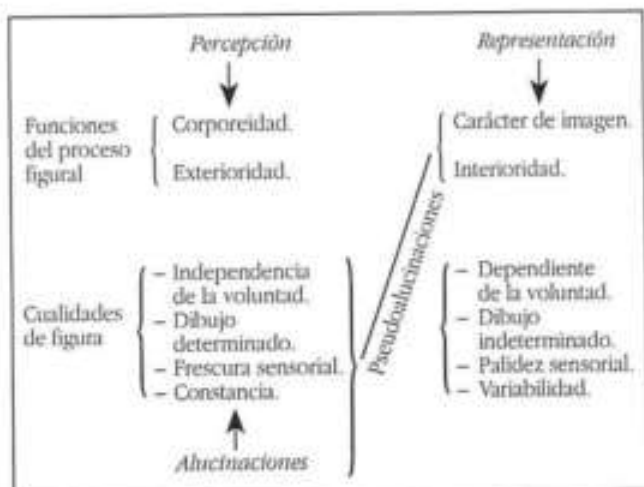 Percepción
Representación
Funciones
del proceso
figural
Corporeidad.
Exterioridad.
Carácter de imagen.
Interioridad.
Pseudoalucinaciones
Cualidades
de figura
– Independencia
de la voluntad.
– Dibujo
determinado.
– Frescura sensorial.
– Constancia.
– Dependiente
de la voluntad.
– Dibujo
indeterminado.
– Palidez sensorial.
– Variabilidad.
Alucinaciones